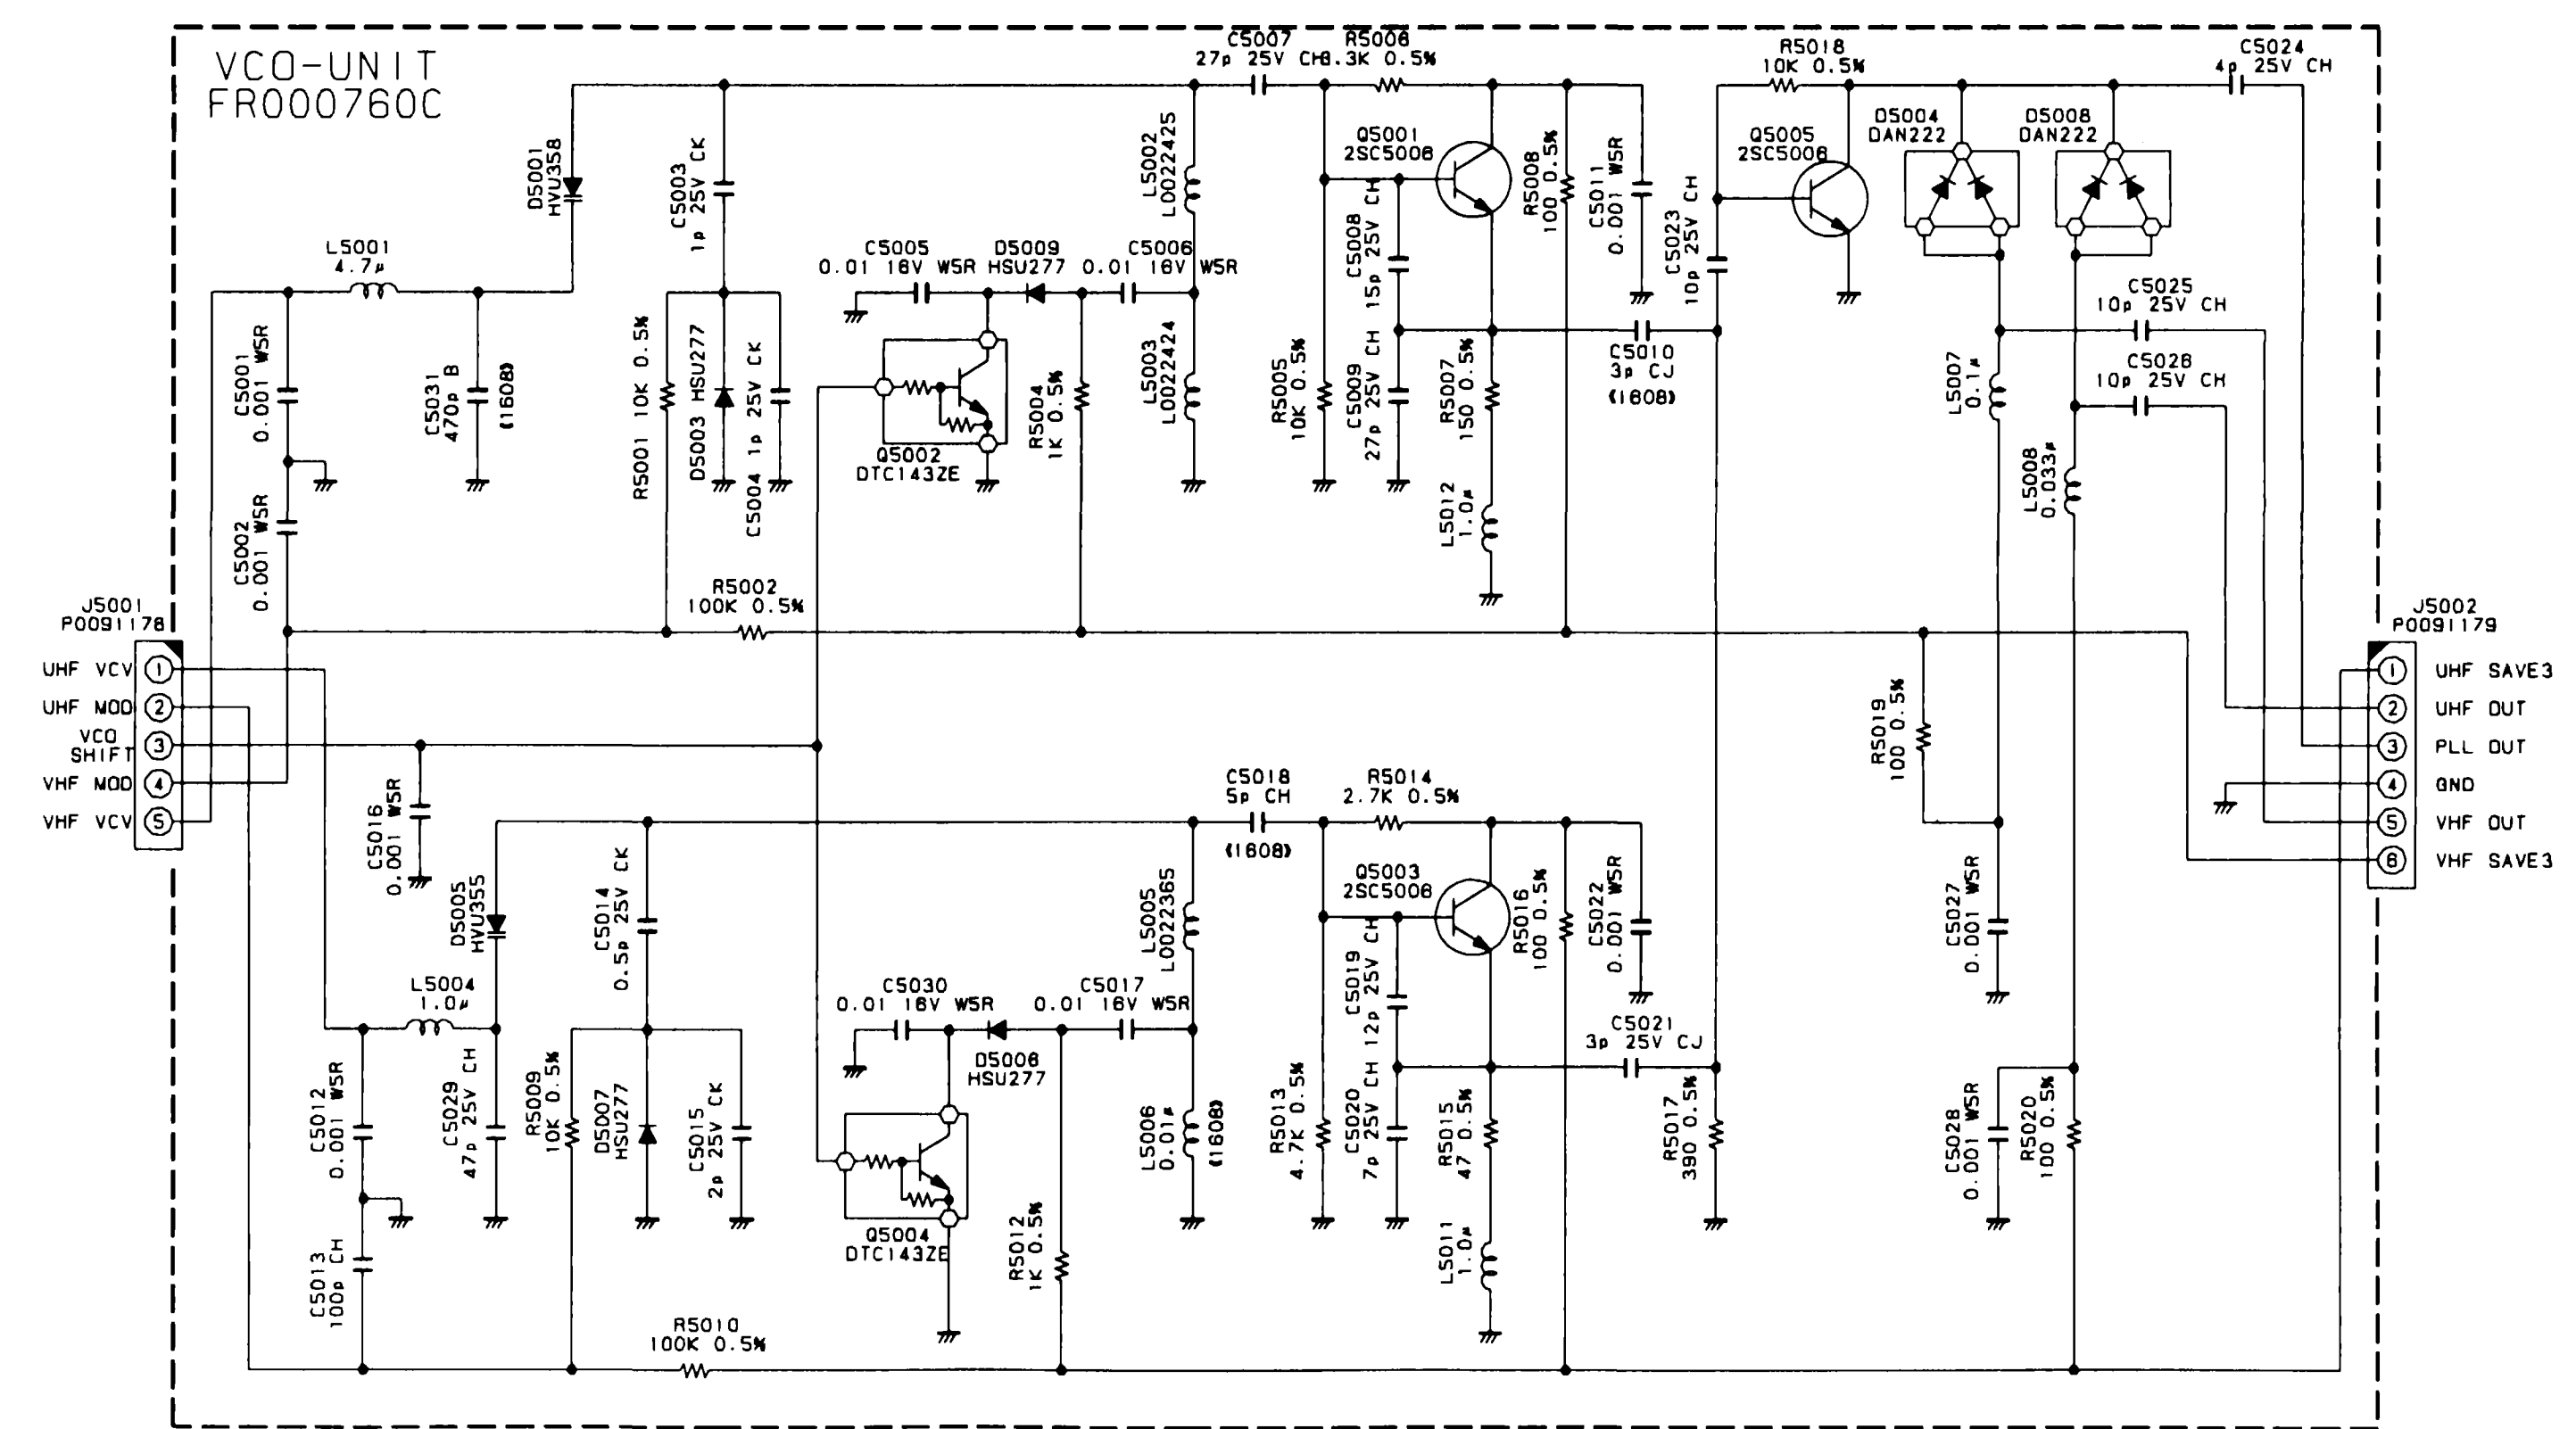 VCO-UNIT
FR000760C
C5007
27p 25V CH
R5006
3.3K 0.5%
R5018
10K 0.5%
C5024
4p 25V CH
D5001
HVU358
C5003
1p 25V CK
L5002
L0022425
Q5001
2SC5006
R5008
100 0.5%
C5011
0.001 W5R
C5023
10p 25V CH
Q5005
2SC5006
D5004
DAN222
D5008
DAN222
L5001
4.7µ
C5005
0.01 16V W5R
D5009
HSU277
C5006
0.01 16V W5R
C5008
15p 25V CH
C5025
10p 25V CH
C5026
10p 25V CH
C5001
0.001 W5R
C5031
470p B
(1608)
R5001 10K 0.5%
D5003 HSU277
C5004 1p 25V CK
Q5002
DTC143ZE
R5004
1K 0.5%
L5003
L0022424
R5005
10K 0.5%
C5009
27p 25V CH
R5007
150 0.5%
C5010
3p CJ
(1608)
L5007
0.1µ
L5008
0.033µ
C5002
0.001 W5R
L5012
1.0µ
R5002
100K 0.5%
J5001
P0091178
UHF VCV 1
UHF MOD 2
VCO
SHIFT 3
VHF MOD 4
VHF VCV 5
J5002
P0091179
1 UHF SAVE3
2 UHF OUT
3 PLL OUT
4 GND
5 VHF OUT
6 VHF SAVE3
R5019
100 0.5%
C5016
0.001 W5R
C5018
5p CH
(1608)
R5014
2.7K 0.5%
D5005
HVU355
C5014
0.5p 25V CK
L5005
L0022365
Q5003
2SC5006
R5016
100 0.5%
C5022
0.001 W5R
C5027
0.001 W5R
L5004
1.0µ
C5030
0.01 16V W5R
D5006
HSU277
C5017
0.01 16V W5R
C5019
12p 25V CH
C5021
3p 25V CJ
C5012
0.001 W5R
C5029
47p 25V CH
R5009
10K 0.5%
D5007
HSU277
C5015
2p 25V CK
Q5004
DTC143ZE
L5006
0.01µ
(1608)
R5013
4.7K 0.5%
C5020
7p 25V CH
R5015
47 0.5%
R5017
390 0.5%
C5028
0.001 W5R
R5020
100 0.5%
C5013
100p CH
R5012
1K 0.5%
L5011
1.0µ
R5010
100K 0.5%